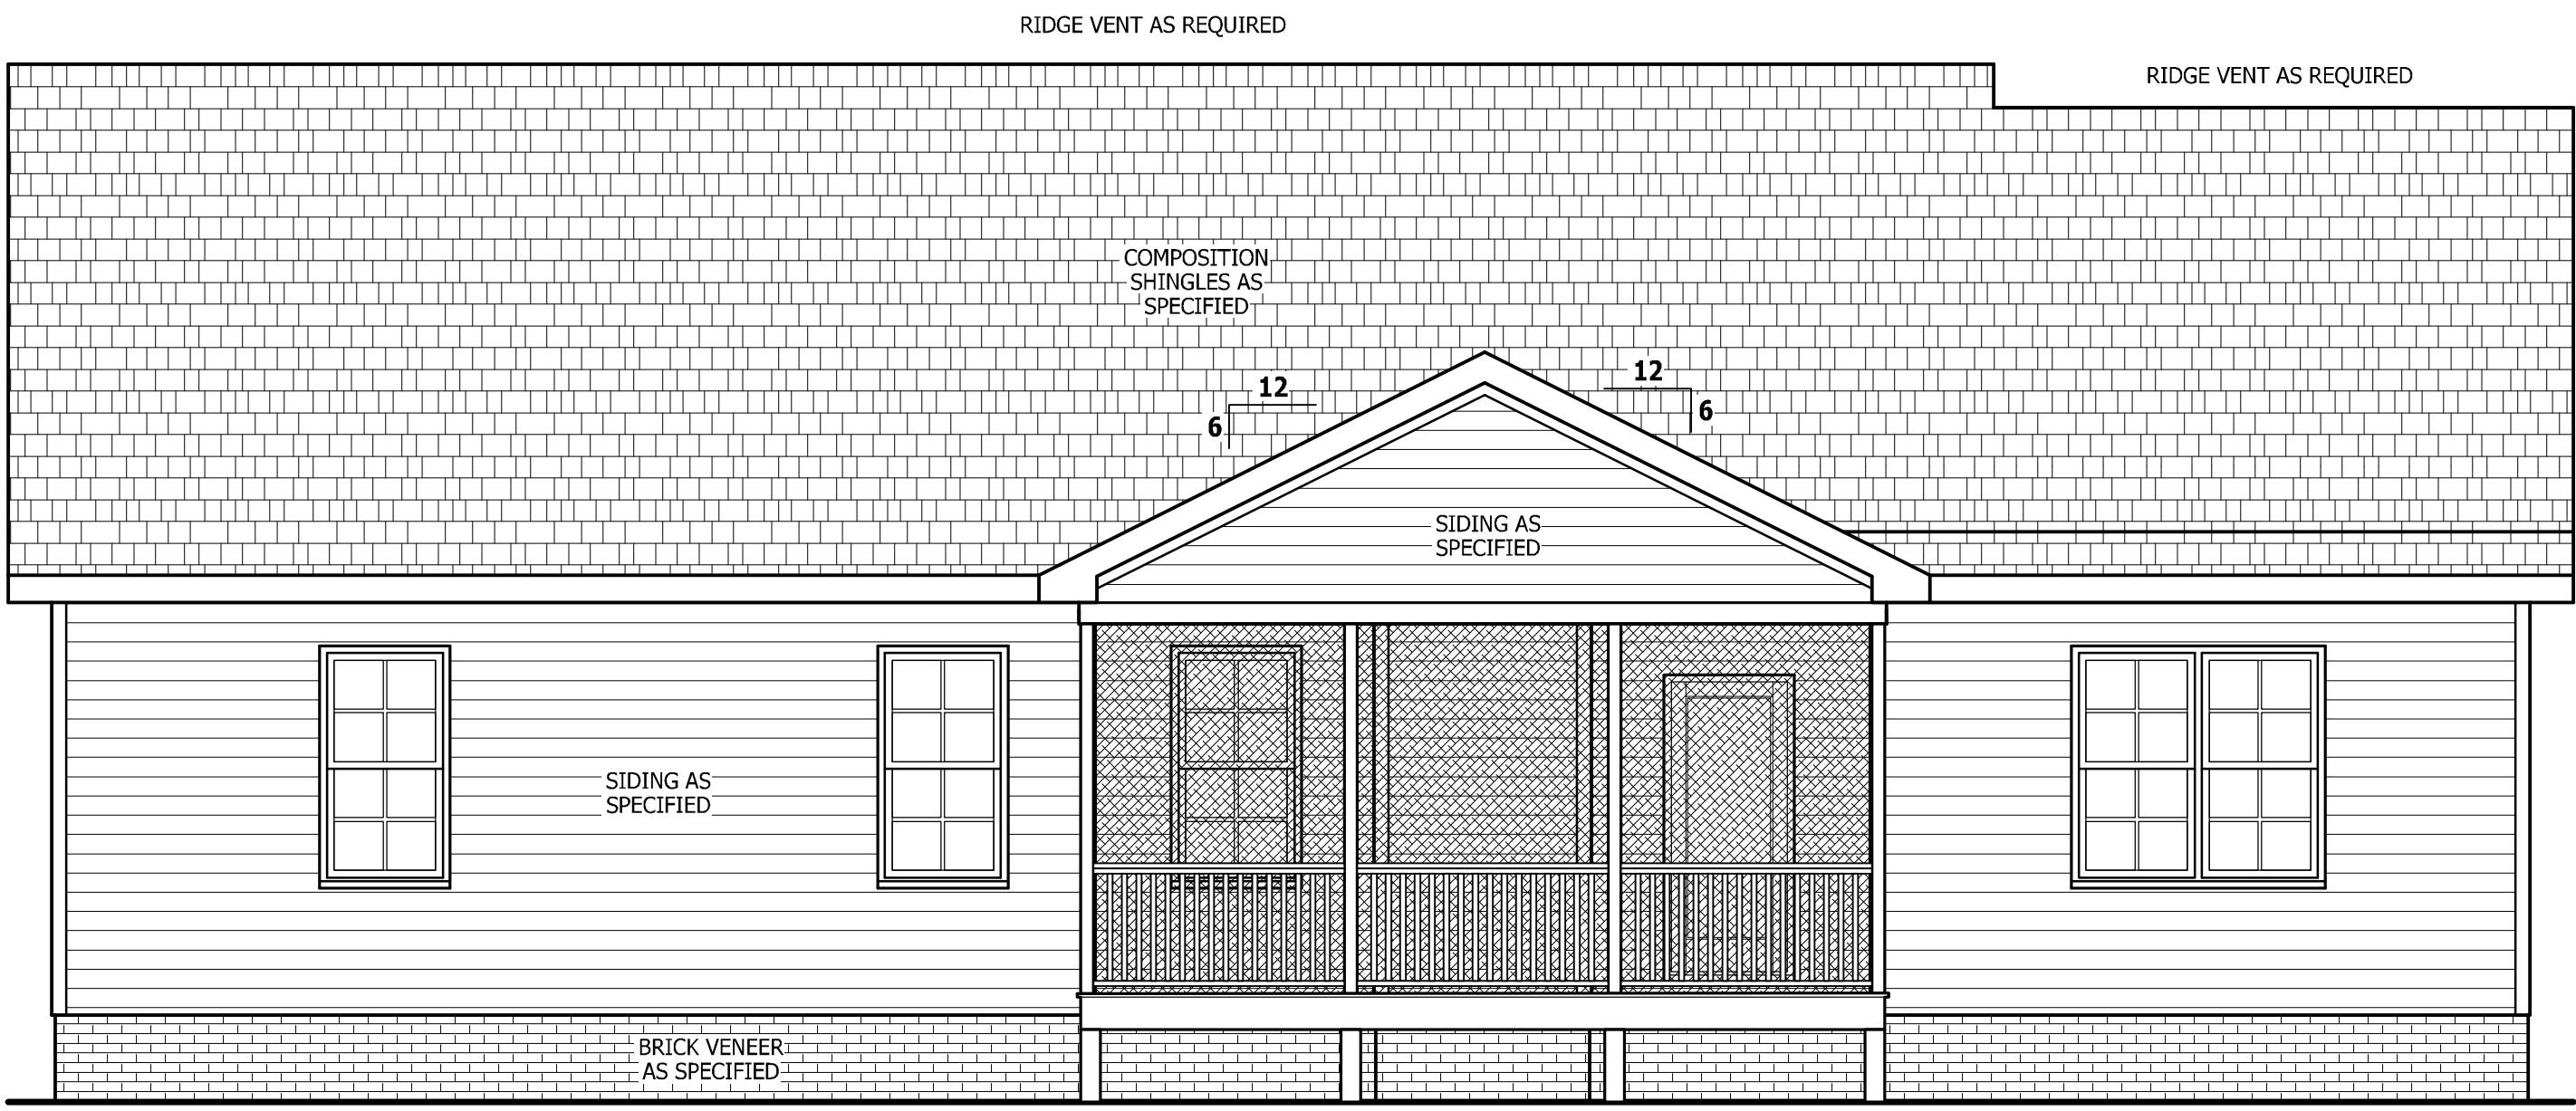 RIDGE VENT AS REQUIRED
RIDGE VENT AS REQUIRED
COMPOSITION
SHINGLES AS
SPECIFIED
12
6
12
6
SIDING AS
SPECIFIED
SIDING AS
SPECIFIED
BRICK VENEER
AS SPECIFIED